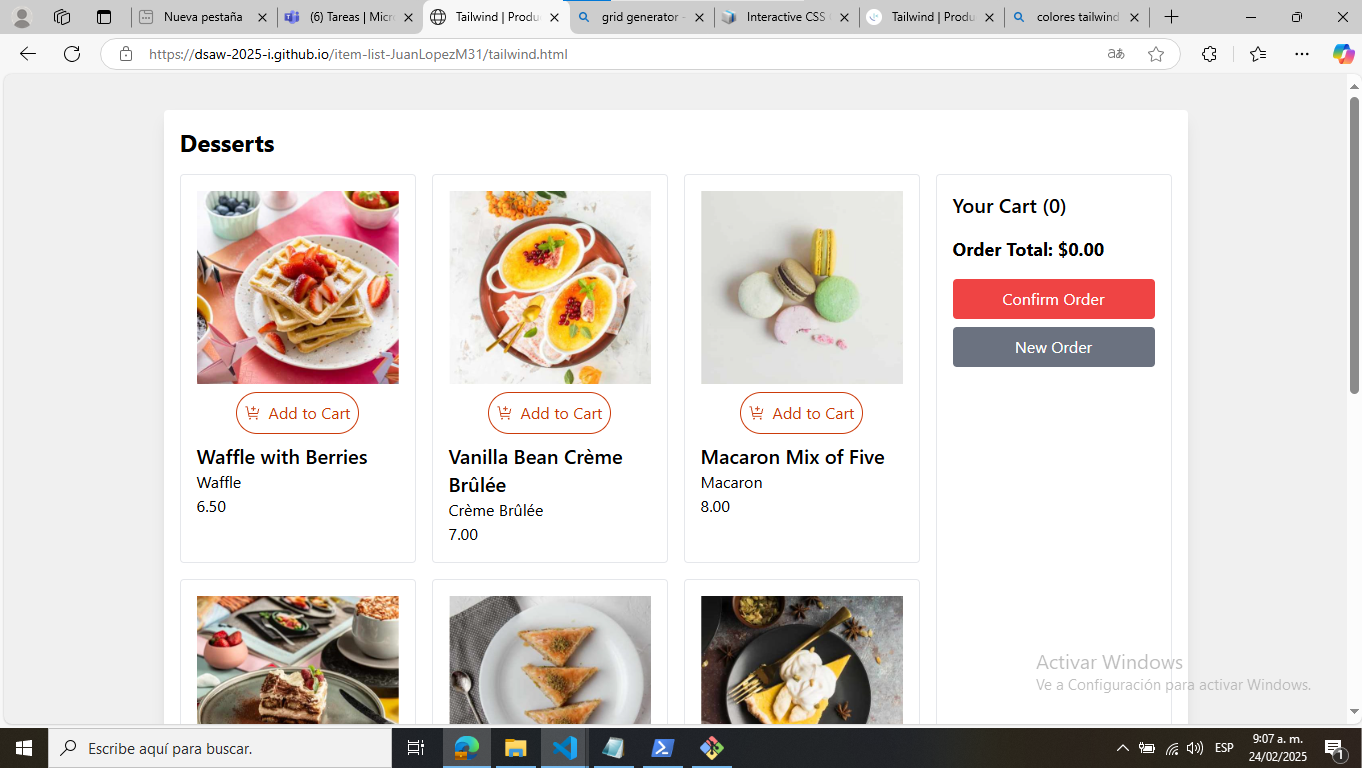 Nueva pestaña
(6) Tareas | Micr
Tailwind | Produ
grid generator -
Interactive CSS
Tailwind | Produ
colores tailwind
https://dsaw-2025-i.github.io/item-list-JuanLopezM31/tailwind.html
Desserts
Add to Cart
Waffle with Berries
Waffle
6.50
Add to Cart
Vanilla Bean Crème
Brûlée
Crème Brûlée
7.00
Add to Cart
Macaron Mix of Five
Macaron
8.00
Your Cart (0)
Order Total: $0.00
Confirm Order
New Order
Activar Windows
Ve a Configuración para activar Windows.
Escribe aquí para buscar.
ESP
9:07 a. m.
24/02/2025
1